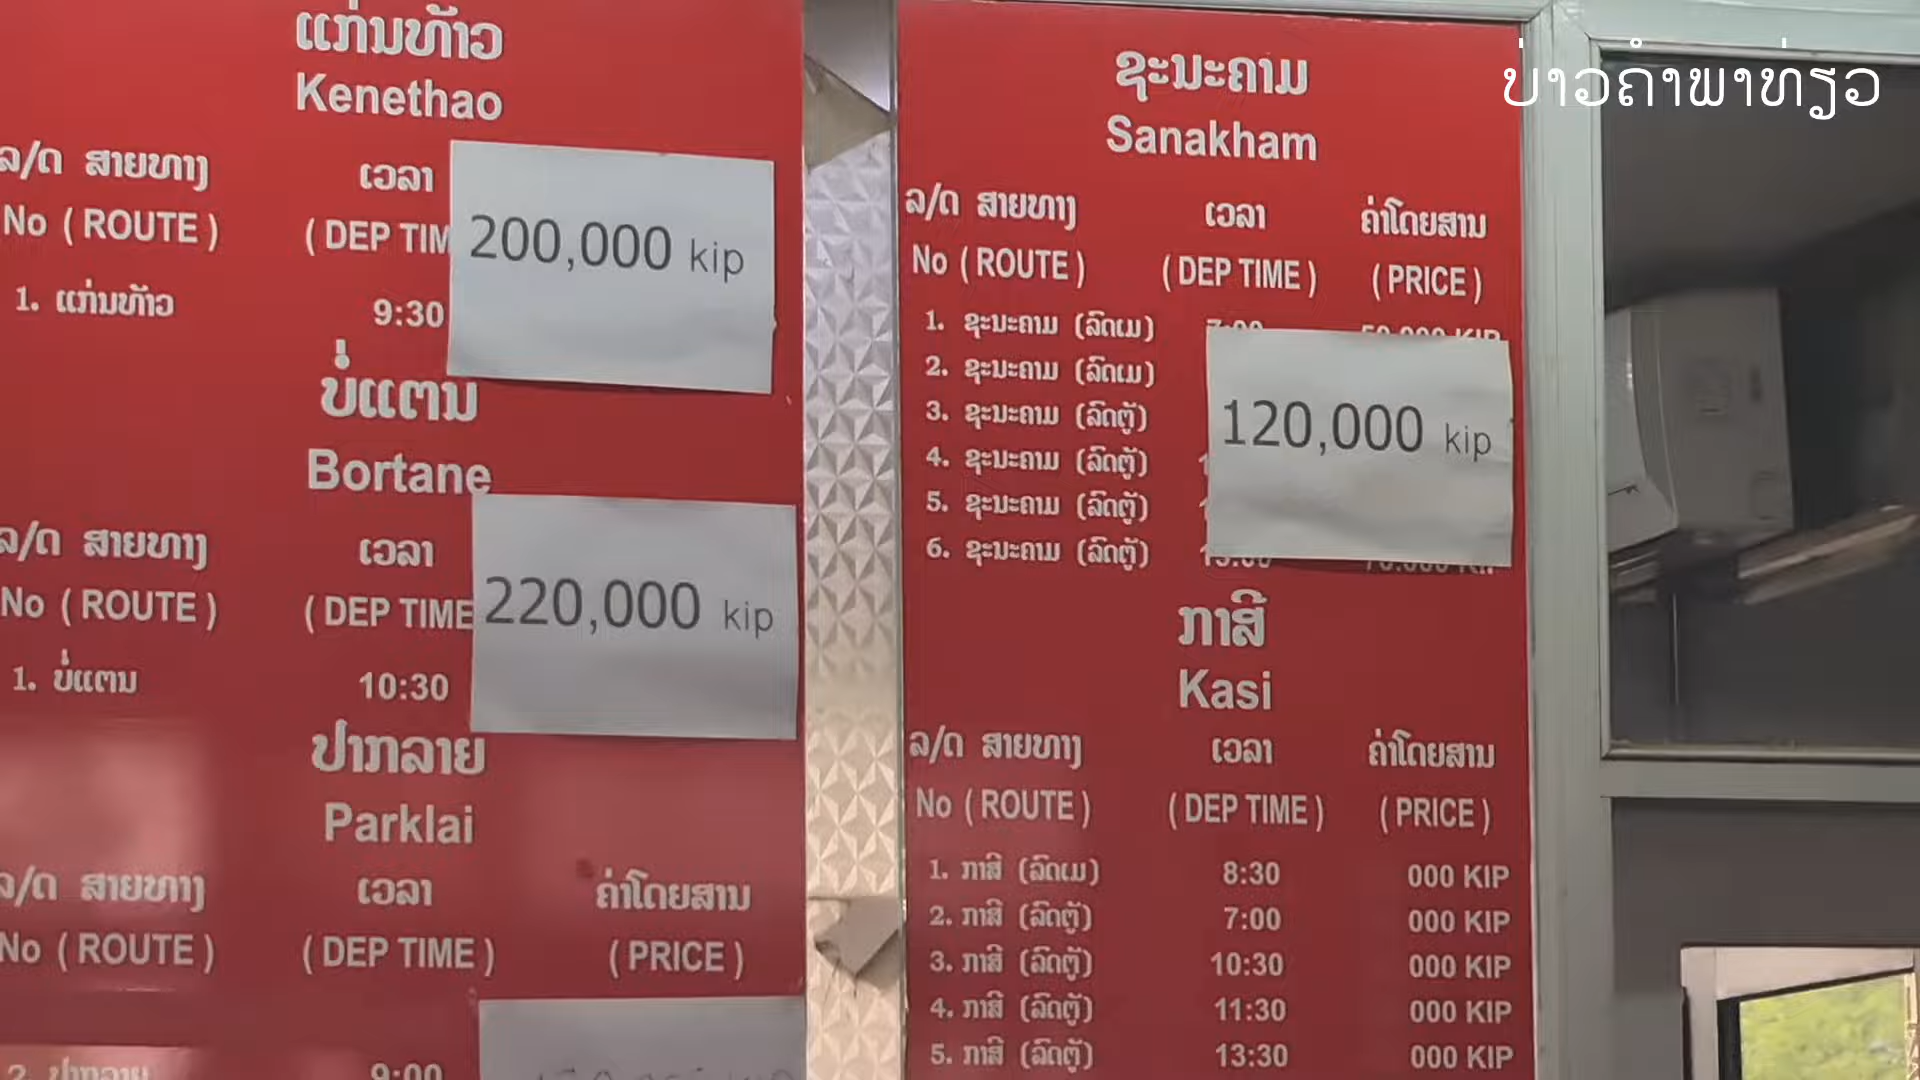 ແກ່ນທ້າວ
Kenethao
ລ/ດ ສາຍທາງ ເວລາ
No ( ROUTE ) ( DEP TIM
200,000 kip
1. ແກ່ນທ້າວ 9:30
ບໍ່ແຕນ
Bortane
ລ/ດ ສາຍທາງ ເວລາ
No ( ROUTE ) ( DEP TIME
220,000 kip
1. ບໍ່ແຕນ 10:30
ປາກລາຍ
Parklai
ລ/ດ ສາຍທາງ ເວລາ ຄ່າໂດຍສານ
No ( ROUTE ) ( DEP TIME ) ( PRICE )
2. ປາກລາຍ 9:00
ຊະນະຄາມ
Sanakham
ລ/ດ ສາຍທາງ ເວລາ ຄ່າໂດຍສານ
No ( ROUTE ) ( DEP TIME ) ( PRICE )
1. ຊະນະຄາມ (ລົດເມ)
2. ຊະນະຄາມ (ລົດເມ)
3. ຊະນະຄາມ (ລົດຕູ້)
4. ຊະນະຄາມ (ລົດຕູ້)
5. ຊະນະຄາມ (ລົດຕູ້)
6. ຊະນະຄາມ (ລົດຕູ້)
120,000 kip
ກາສີ
Kasi
ລ/ດ ສາຍທາງ ເວລາ ຄ່າໂດຍສານ
No ( ROUTE ) ( DEP TIME ) ( PRICE )
1. ກາສີ (ລົດເມ) 8:30 000 KIP
2. ກາສີ (ລົດຕູ້) 7:00 000 KIP
3. ກາສີ (ລົດຕູ້) 10:30 000 KIP
4. ກາສີ (ລົດຕູ້) 11:30 000 KIP
5. ກາສີ (ລົດຕູ້) 13:30 000 KIP
ບ່າວຄຳພາທ່ຽວ